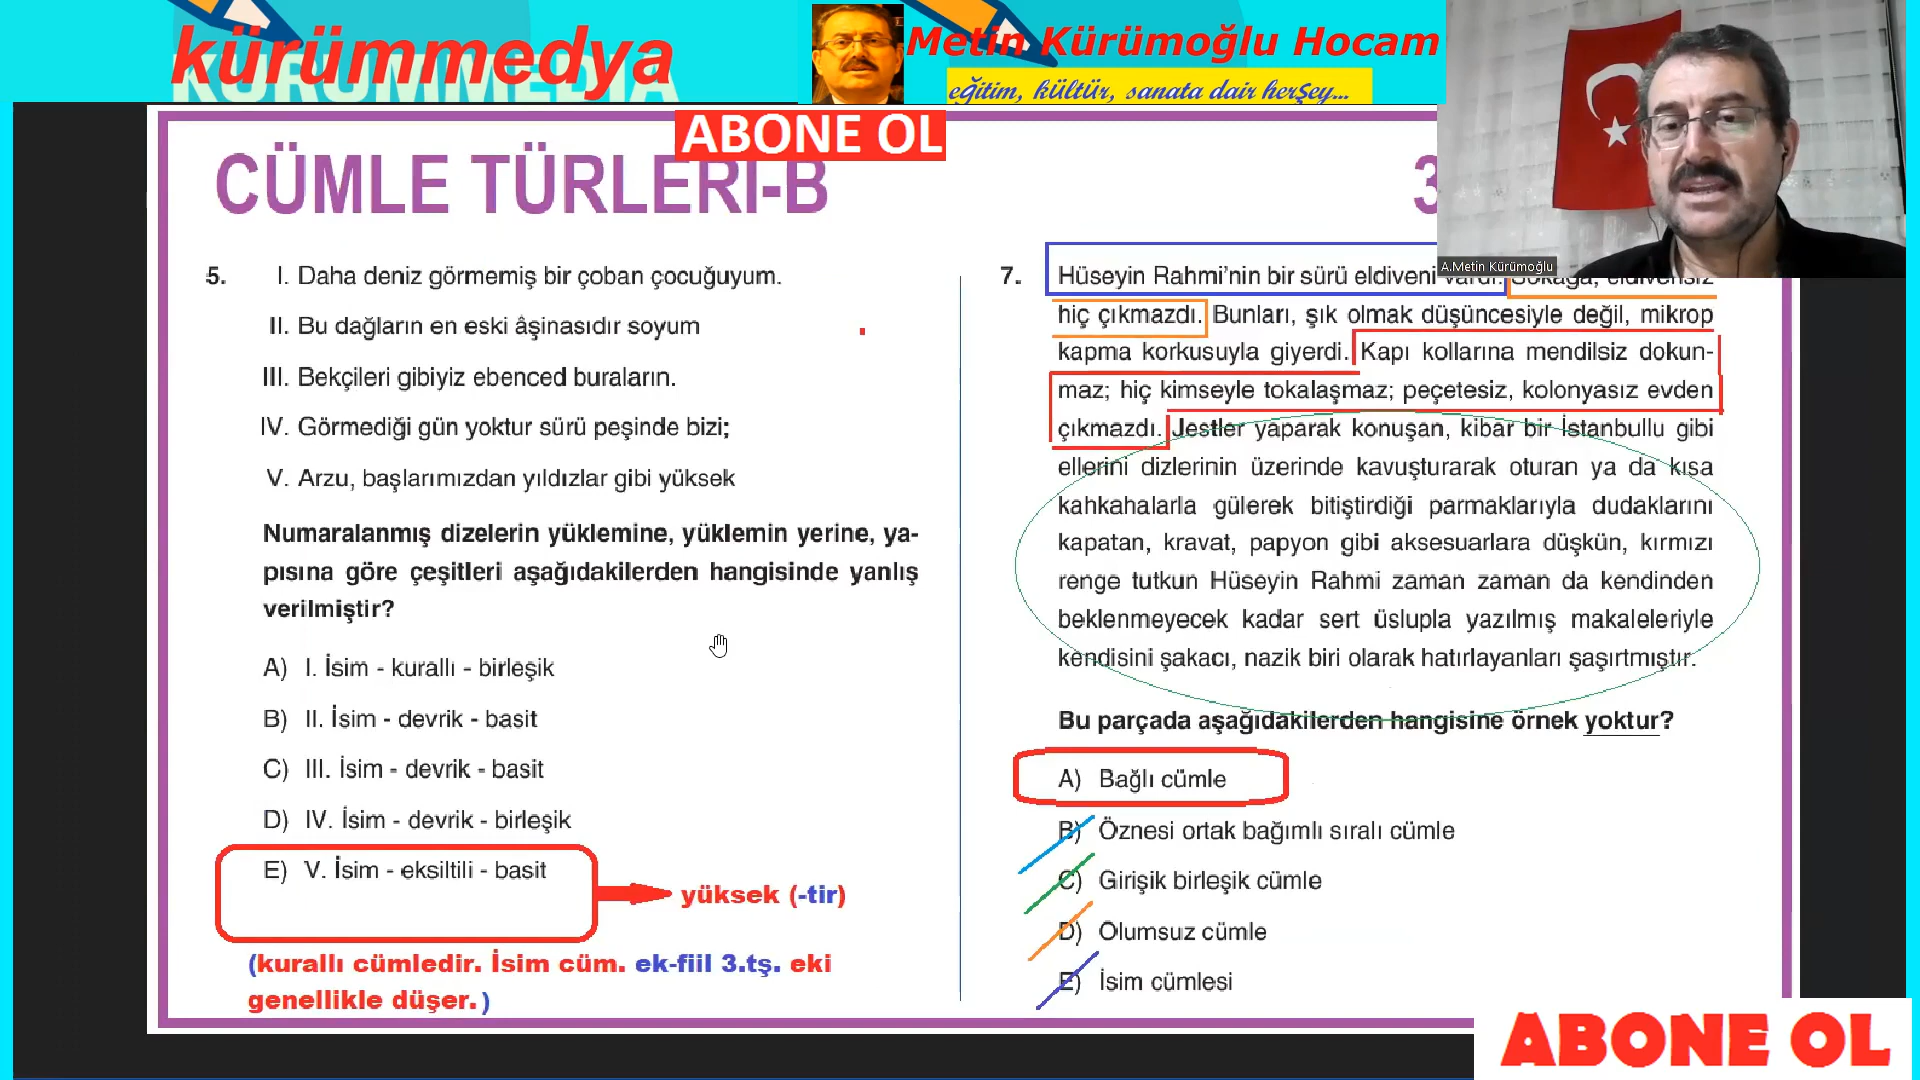 kürümmedya
KÜRÜMMEDIA
Metin Kürümoğlu Hocam
eğitim, kültür, sanata dair herşey...
ABONE OL
A.Metin Kürümoğlu
CÜMLE TÜRLERİ-B
3
5. I. Daha deniz görmemiş bir çoban çocuğuyum.
II. Bu dağların en eski âşinasıdır soyum
III. Bekçileri gibiyiz ebenced buraların.
IV. Görmediği gün yoktur sürü peşinde bizi;
V. Arzu, başlarımızdan yıldızlar gibi yüksek
Numaralanmış dizelerin yüklemine, yüklemin yerine, ya-
pısına göre çeşitleri aşağıdakilerden hangisinde yanlış
verilmiştir?
A) I. İsim - kurallı - birleşik
B) II. İsim - devrik - basit
C) III. İsim - devrik - basit
D) IV. İsim - devrik - birleşik
E) V. İsim - eksiltili - basit
yüksek (-tir)
(kurallı cümledir. İsim cüm. ek-fiil 3.tş. eki
genellikle düşer.)
7. Hüseyin Rahmi'nin bir sürü eldiveni vardı. Sokağa, eldivensiz
hiç çıkmazdı. Bunları, şık olmak düşüncesiyle değil, mikrop
kapma korkusuyla giyerdi. Kapı kollarına mendilsiz dokun-
maz; hiç kimseyle tokalaşmaz; peçetesiz, kolonyasız evden
çıkmazdı. Jestler yaparak konuşan, kibar bir İstanbullu gibi
ellerini dizlerinin üzerinde kavuşturarak oturan ya da kısa
kahkahalarla gülerek bitiştirdiği parmaklarıyla dudaklarını
kapatan, kravat, papyon gibi aksesuarlara düşkün, kırmızı
renge tutkun Hüseyin Rahmi zaman zaman da kendinden
beklenmeyecek kadar sert üslupla yazılmış makaleleriyle
kendisini şakacı, nazik biri olarak hatırlayanları şaşırtmıştır.
Bu parçada aşağıdakilerden hangisine örnek yoktur?
A) Bağlı cümle
B) Öznesi ortak bağımlı sıralı cümle
C) Girişik birleşik cümle
D) Olumsuz cümle
E) İsim cümlesi
ABONE OL